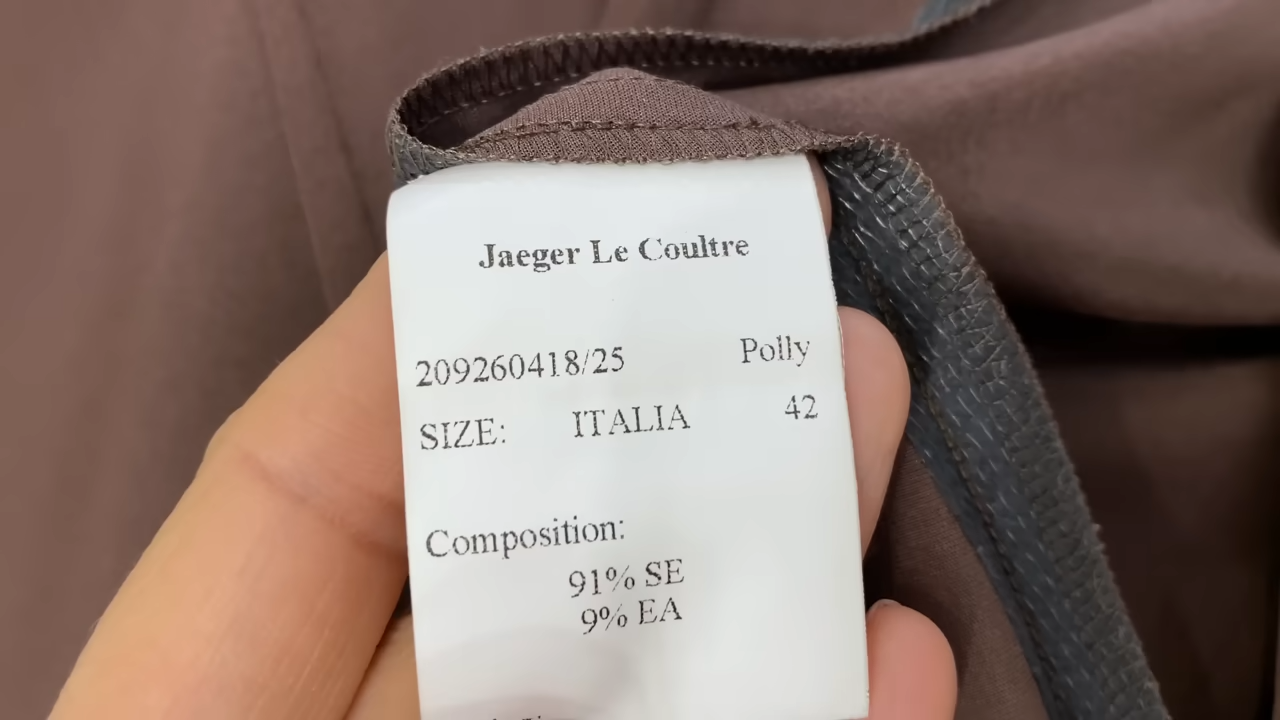 Jaeger Le Coultre
209260418/25 Polly
SIZE: ITALIA 42
Composition:
91% SE
9% EA